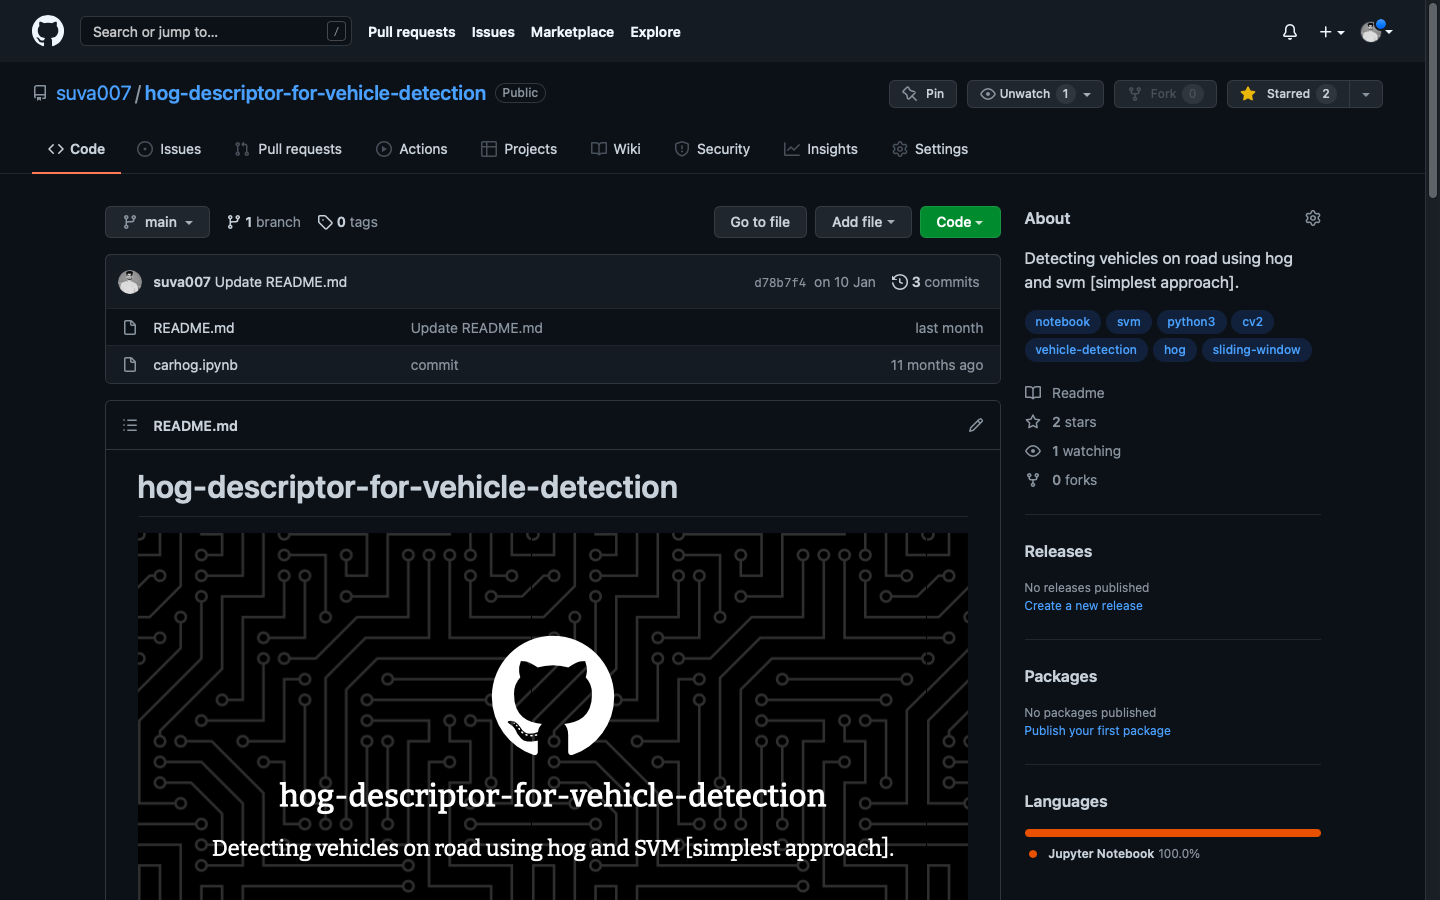 Search or jump to...
/
Pull requests
Issues
Marketplace
Explore
suva007 / hog-descriptor-for-vehicle-detection
Public
Pin
Unwatch 1
Fork 0
Starred 2
Code
Issues
Pull requests
Actions
Projects
Wiki
Security
Insights
Settings
main
1 branch
0 tags
Go to file
Add file
Code
suva007 Update README.md
d78b7f4 on 10 Jan
3 commits
README.md
Update README.md
last month
carhog.ipynb
commit
11 months ago
README.md
hog-descriptor-for-vehicle-detection
hog-descriptor-for-vehicle-detection
Detecting vehicles on road using hog and SVM [simplest approach].
About
Detecting vehicles on road using hog
and svm [simplest approach].
notebook svm python3 cv2
vehicle-detection hog sliding-window
Readme
2 stars
1 watching
0 forks
Releases
No releases published
Create a new release
Packages
No packages published
Publish your first package
Languages
Jupyter Notebook 100.0%